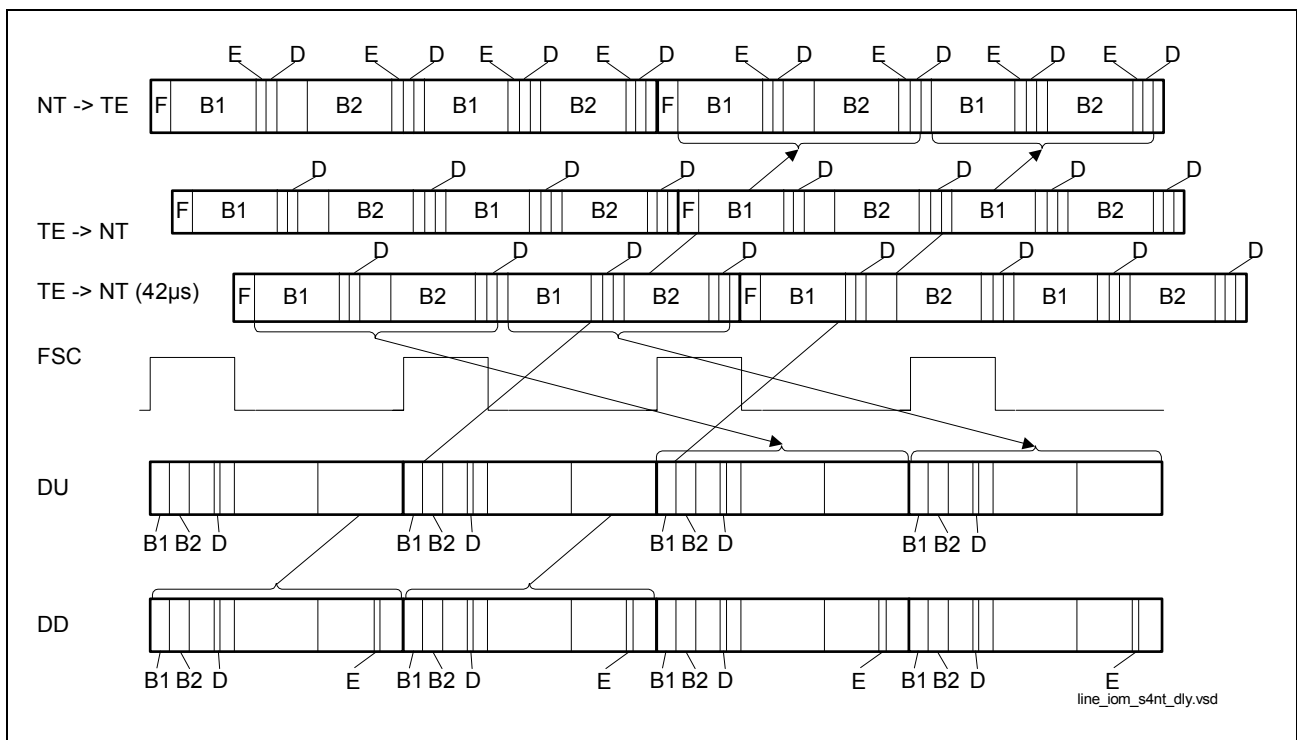 E D E D E D E D E D E D E D E D
NT -> TE F B1 B2 B1 B2 F B1 B2 B1 B2
D D D D D D D D
F B1 B2 B1 B2 F B1 B2 B1 B2
TE -> NT
D D D D D D D D
TE -> NT (42µs) F B1 B2 B1 B2 F B1 B2 B1 B2
FSC
DU
B1 B2 D B1 B2 D B1 B2 D B1 B2 D
DD
B1 B2 D E B1 B2 D E B1 B2 D E B1 B2 D E
line_iom_s4nt_dly.vsd